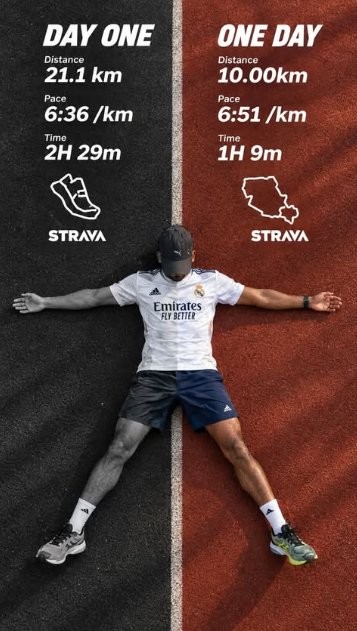 DAY ONE
Distance
21.1 km
Pace
6:36 /km
Time
2H 29m
STRAVA
ONE DAY
Distance
10.00km
Pace
6:51 /km
Time
1H 9m
STRAVA
Emirates
FLY BETTER